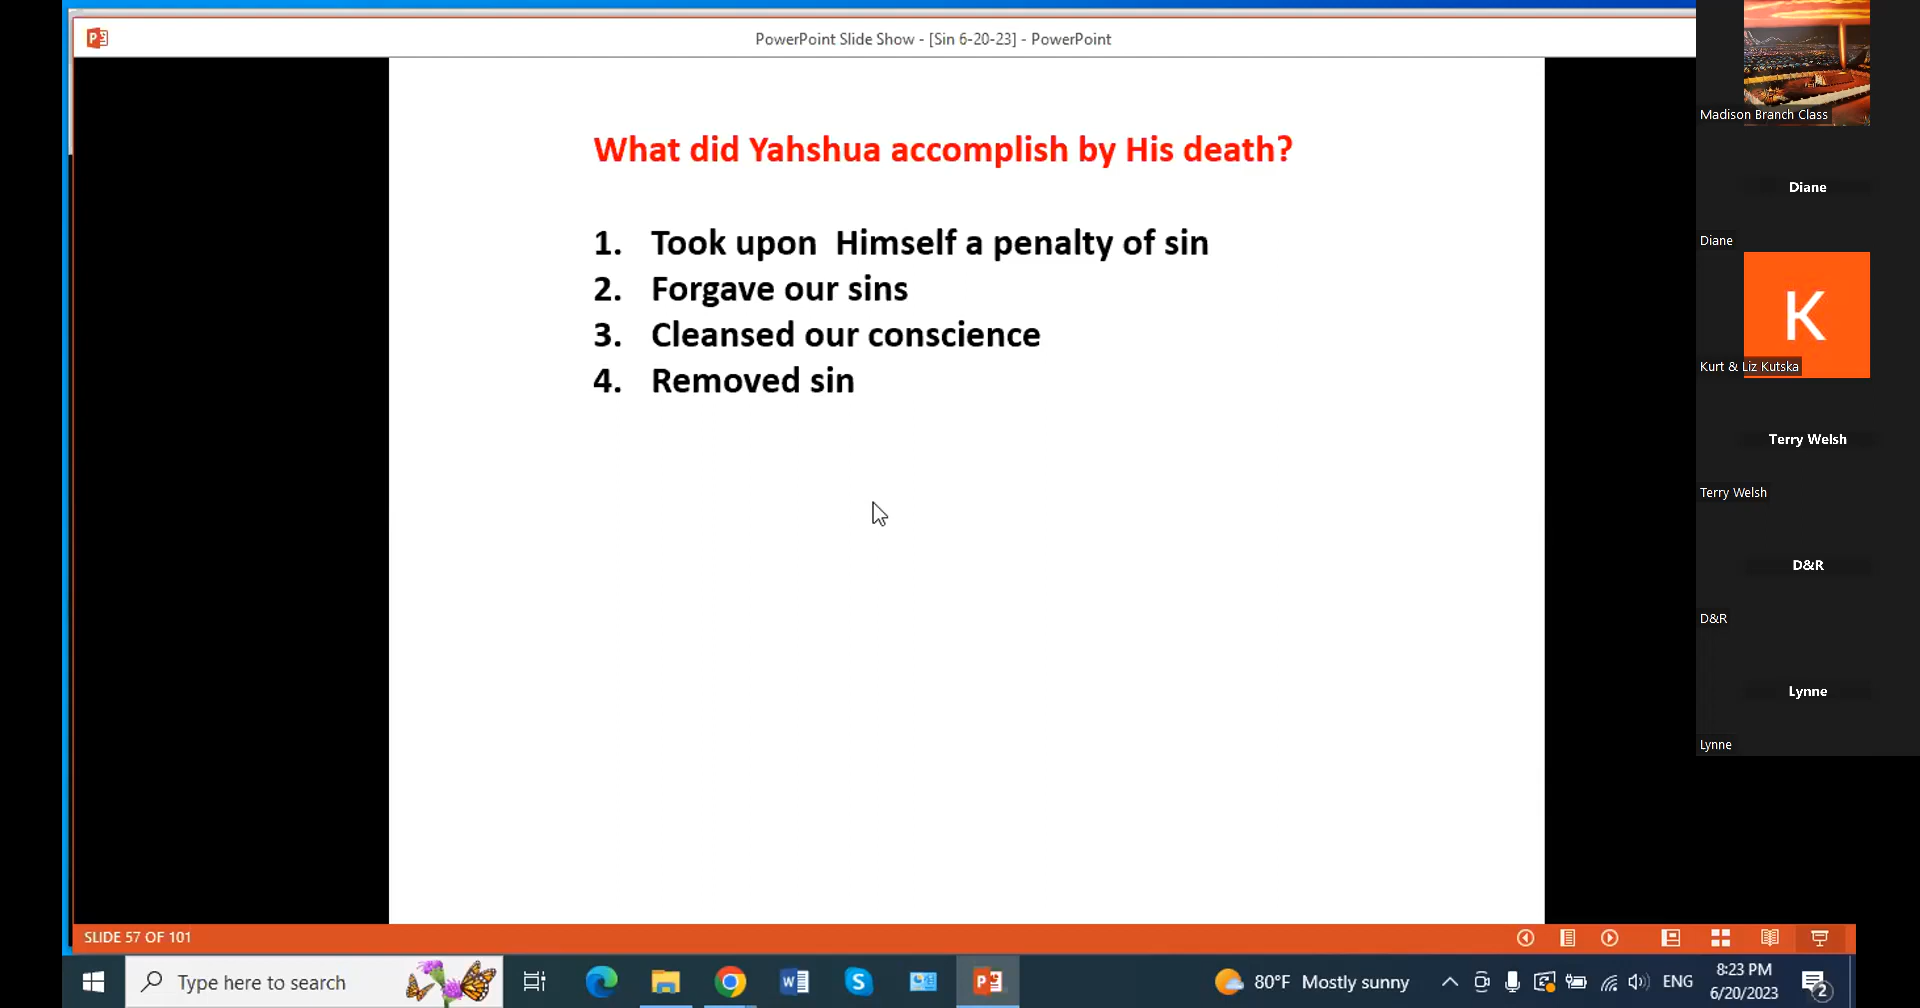 PowerPoint Slide Show - [Sin 6-20-23] - PowerPoint
What did Yahshua accomplish by His death?
1. Took upon  Himself a penalty of sin
2. Forgave our sins
3. Cleansed our conscience
4. Removed sin
Madison Branch Class
Diane
Diane
K
Kurt & Liz Kutska
Terry Welsh
Terry Welsh
D&R
D&R
Lynne
Lynne
SLIDE 57 OF 101
Type here to search
80°F Mostly sunny
ENG
8:23 PM
6/20/2023
2